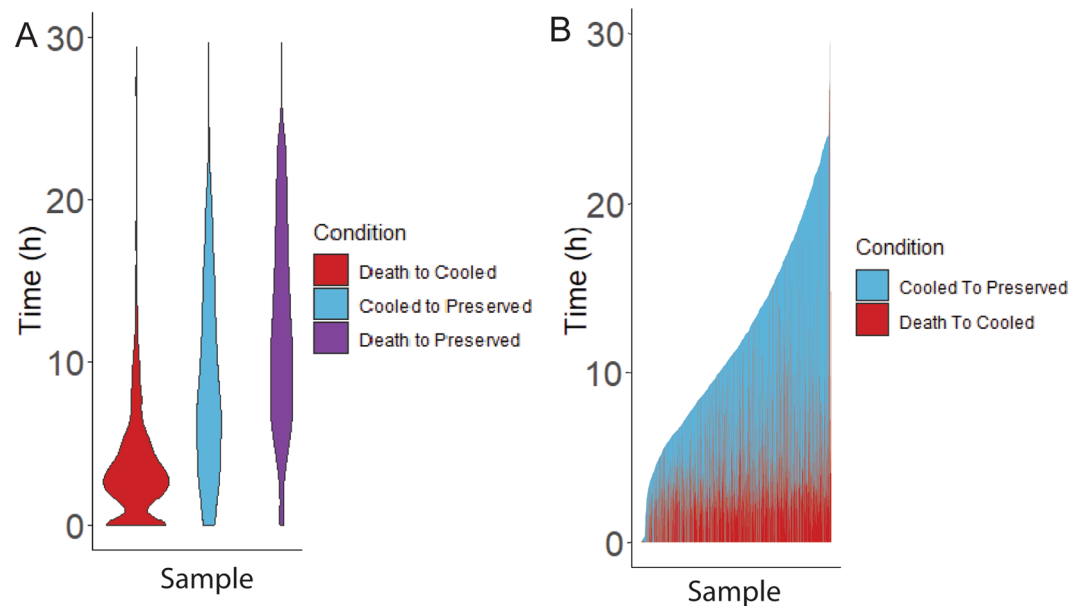 A
30
20
10
0
Time (h)
Sample
Condition
Death to Cooled
Cooled to Preserved
Death to Preserved
B
30
20
10
0
Time (h)
Sample
Condition
Cooled To Preserved
Death To Cooled